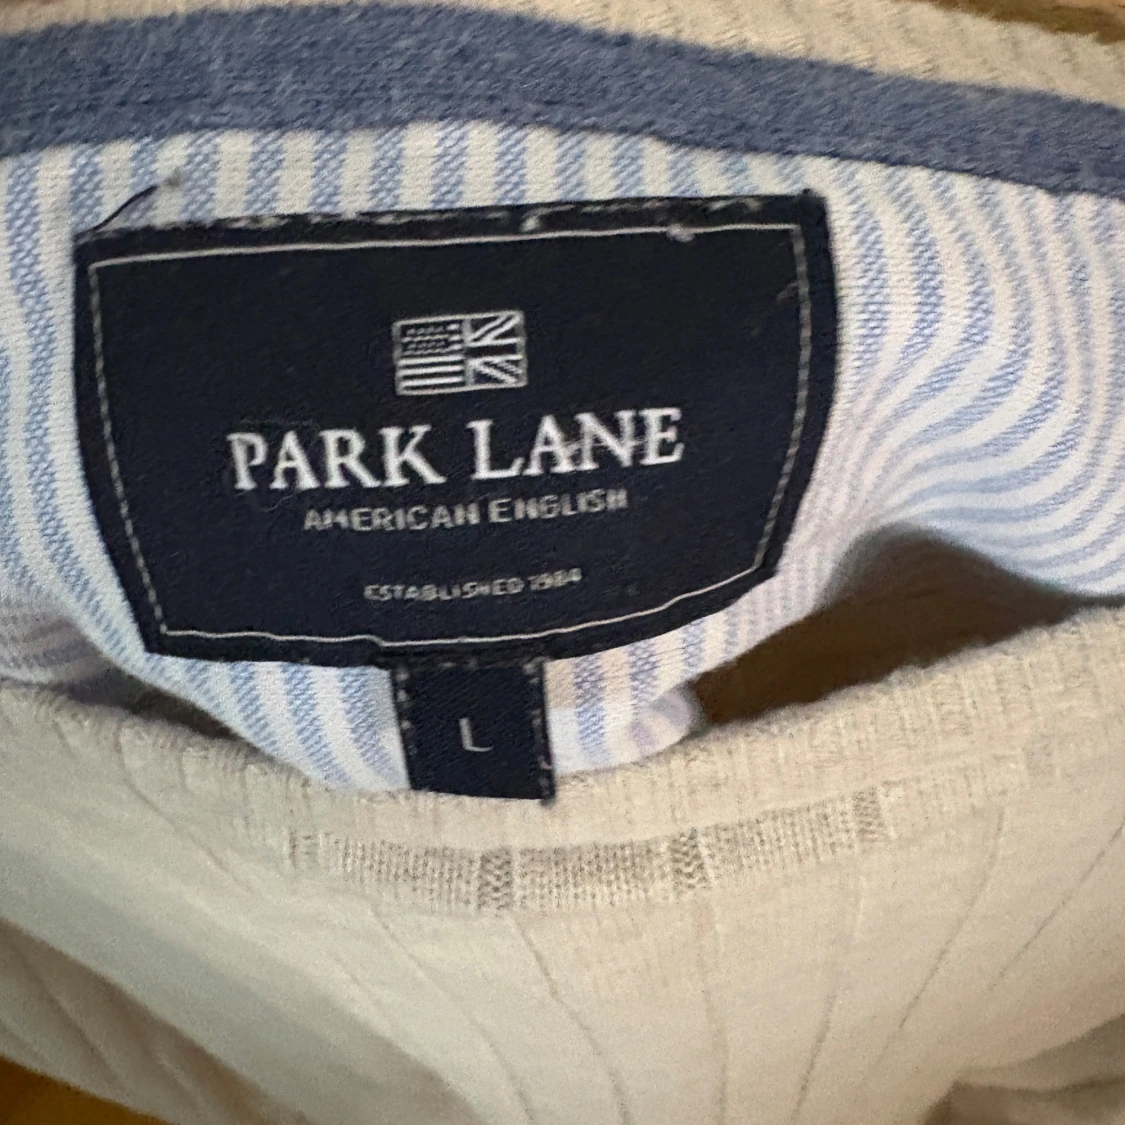 PARK LANE
AMERICAN ENGLISH
ESTABLISHED 1984
L